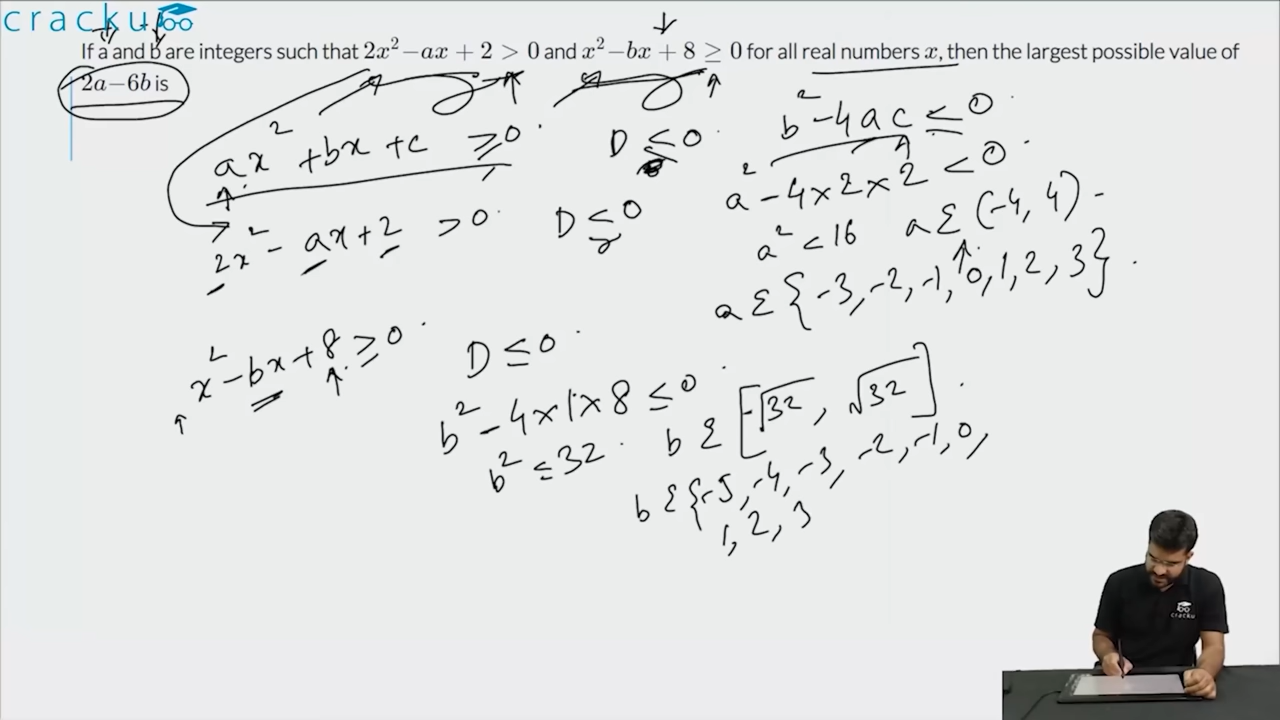 cracku
If a and b are integers such that 2x²−ax + 2 > 0 and x²−bx + 8 ≥ 0 for all real numbers x, then the largest possible value of
2a−6b is
ax² + bx + c ≥ 0
D ≤ 0
b² - 4ac ≤ 0
2x² - ax + 2 > 0
D ≤ 0
a² - 4×2×2 < 0
a² < 16
a Σ (-4, 4) -
a Σ {-3, -2, -1, 0, 1, 2, 3}
x² - bx + 8 ≥ 0
D ≤ 0
b² - 4×1×8 ≤ 0
b² ≤ 32
b Σ [-√32, √32]
b Σ {-5, -4, -3, -2, -1, 0,
1, 2, 3
cracku